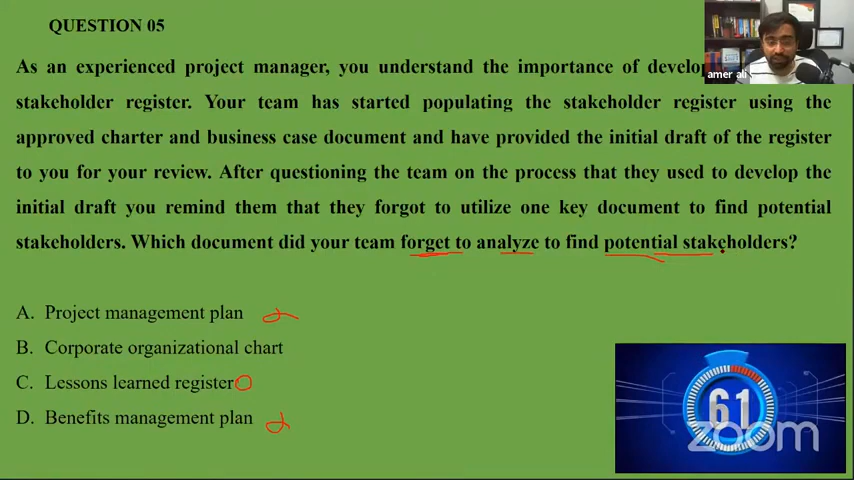 QUESTION 05
As an experienced project manager, you understand the importance of develop
stakeholder register. Your team has started populating the stakeholder register using the
approved charter and business case document and have provided the initial draft of the register
to you for your review. After questioning the team on the process that they used to develop the
initial draft you remind them that they forgot to utilize one key document to find potential
stakeholders. Which document did your team forget to analyze to find potential stakeholders?
A. Project management plan
B. Corporate organizational chart
C. Lessons learned register
D. Benefits management plan
amer ali
61
zoom